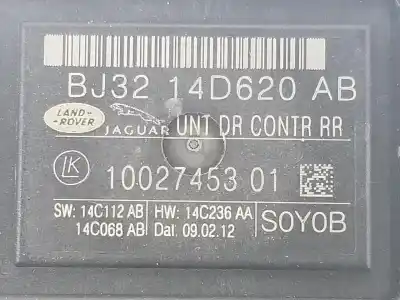 BJ32 14D620 AB
LAND-
ROVER
JAGUAR UNT DR CONTR RR
LK 10027453 01
SW: 14C112 AB HW: 14C236 AA
14C068 AB Dat. 09.02.12
SOYOB